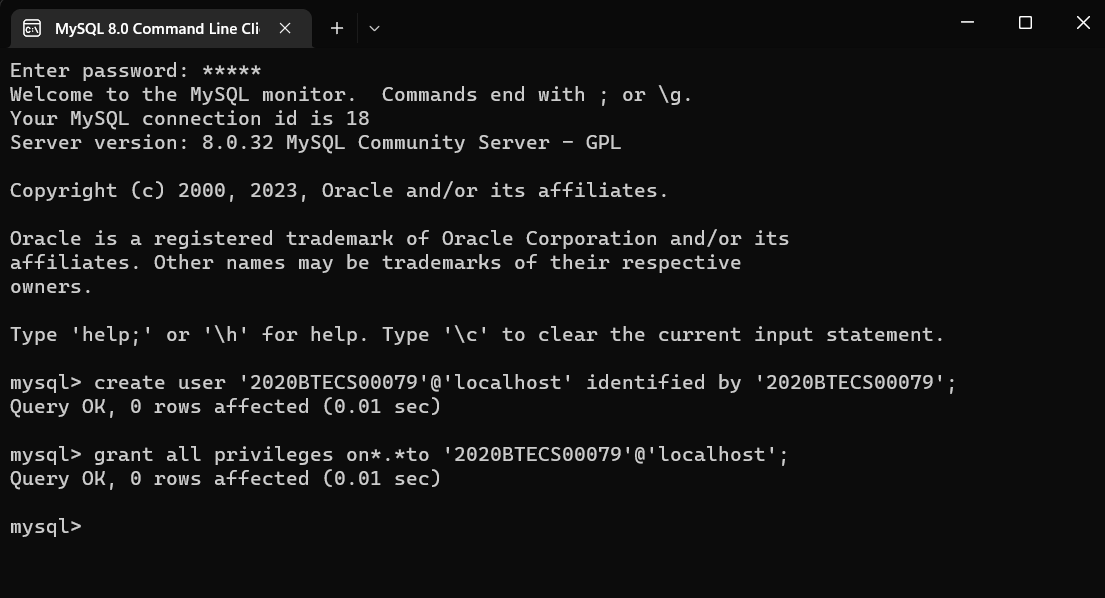 MySQL 8.0 Command Line Cli
Enter password: *****
Welcome to the MySQL monitor.  Commands end with ; or \g.
Your MySQL connection id is 18
Server version: 8.0.32 MySQL Community Server - GPL
Copyright (c) 2000, 2023, Oracle and/or its affiliates.
Oracle is a registered trademark of Oracle Corporation and/or its
affiliates. Other names may be trademarks of their respective
owners.
Type 'help;' or '\h' for help. Type '\c' to clear the current input statement.
mysql> create user '2020BTECS00079'@'localhost' identified by '2020BTECS00079';
Query OK, 0 rows affected (0.01 sec)
mysql> grant all privileges on*.*to '2020BTECS00079'@'localhost';
Query OK, 0 rows affected (0.01 sec)
mysql>